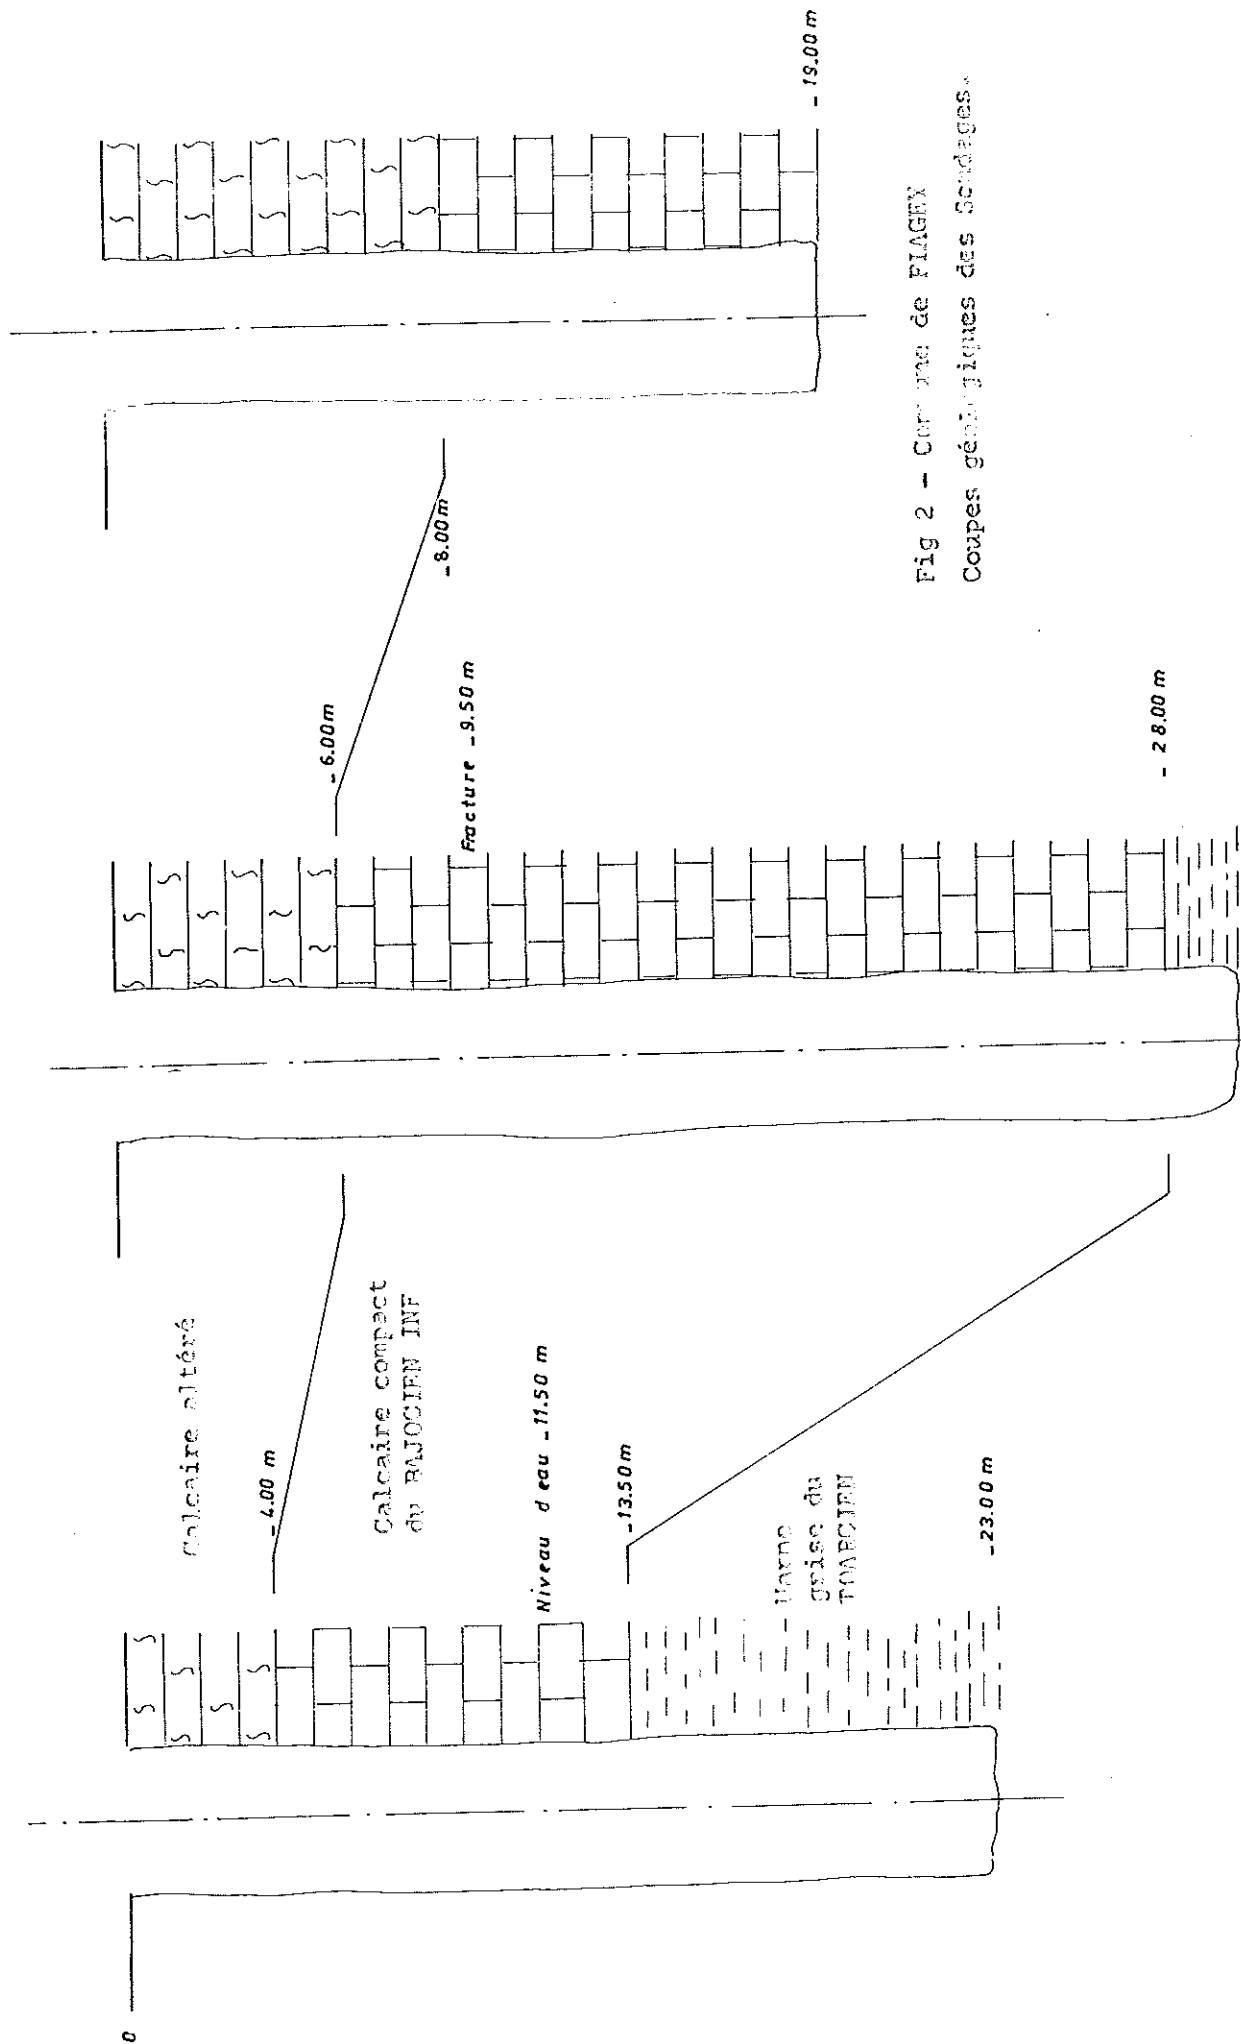 0
Calcaire altéré
-4.00 m
Calcaire compact
du BAJOCIEN INF
Niveau d eau -11.50 m
-13.50m
Marne
grise du
TOARCIEN
-23.00 m
-6.00m
Fracture -9.50 m
-28.00 m
-8.00m
-19.00m
Fig 2 - Commune de FLAGEY
Coupes géologiques des Sondages.